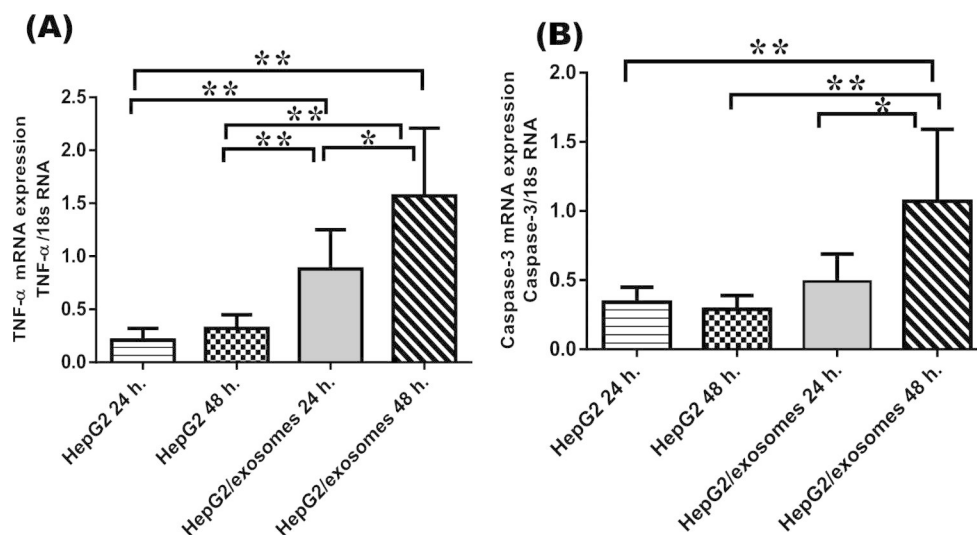 (A)
**
**
**
**
*
TNF-α mRNA expression
TNF-α/18s RNA
2.5
2.0
1.5
1.0
0.5
0.0
HepG2 24 h.
HepG2 48 h.
HepG2/exosomes 24 h.
HepG2/exosomes 48 h.
(B)
**
**
*
Caspase-3 mRNA expression
Caspase-3/18s RNA
2.0
1.5
1.0
0.5
0.0
HepG2 24 h.
HepG2 48 h.
HepG2/exosomes 24 h.
HepG2/exosomes 48 h.